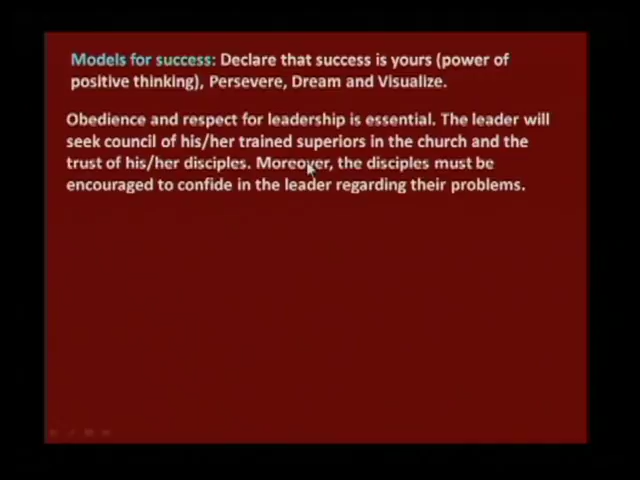 Models for success: Declare that success is yours (power of
positive thinking), Persevere, Dream and Visualize.
Obedience and respect for leadership is essential. The leader will
seek council of his/her trained superiors in the church and the
trust of his/her disciples. Moreover, the disciples must be
encouraged to confide in the leader regarding their problems.